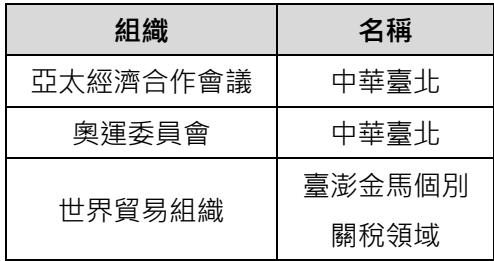 組織 名稱
亞太經濟合作會議 中華臺北
奧運委員會 中華臺北
世界貿易組織 臺澎金馬個別
關稅領域